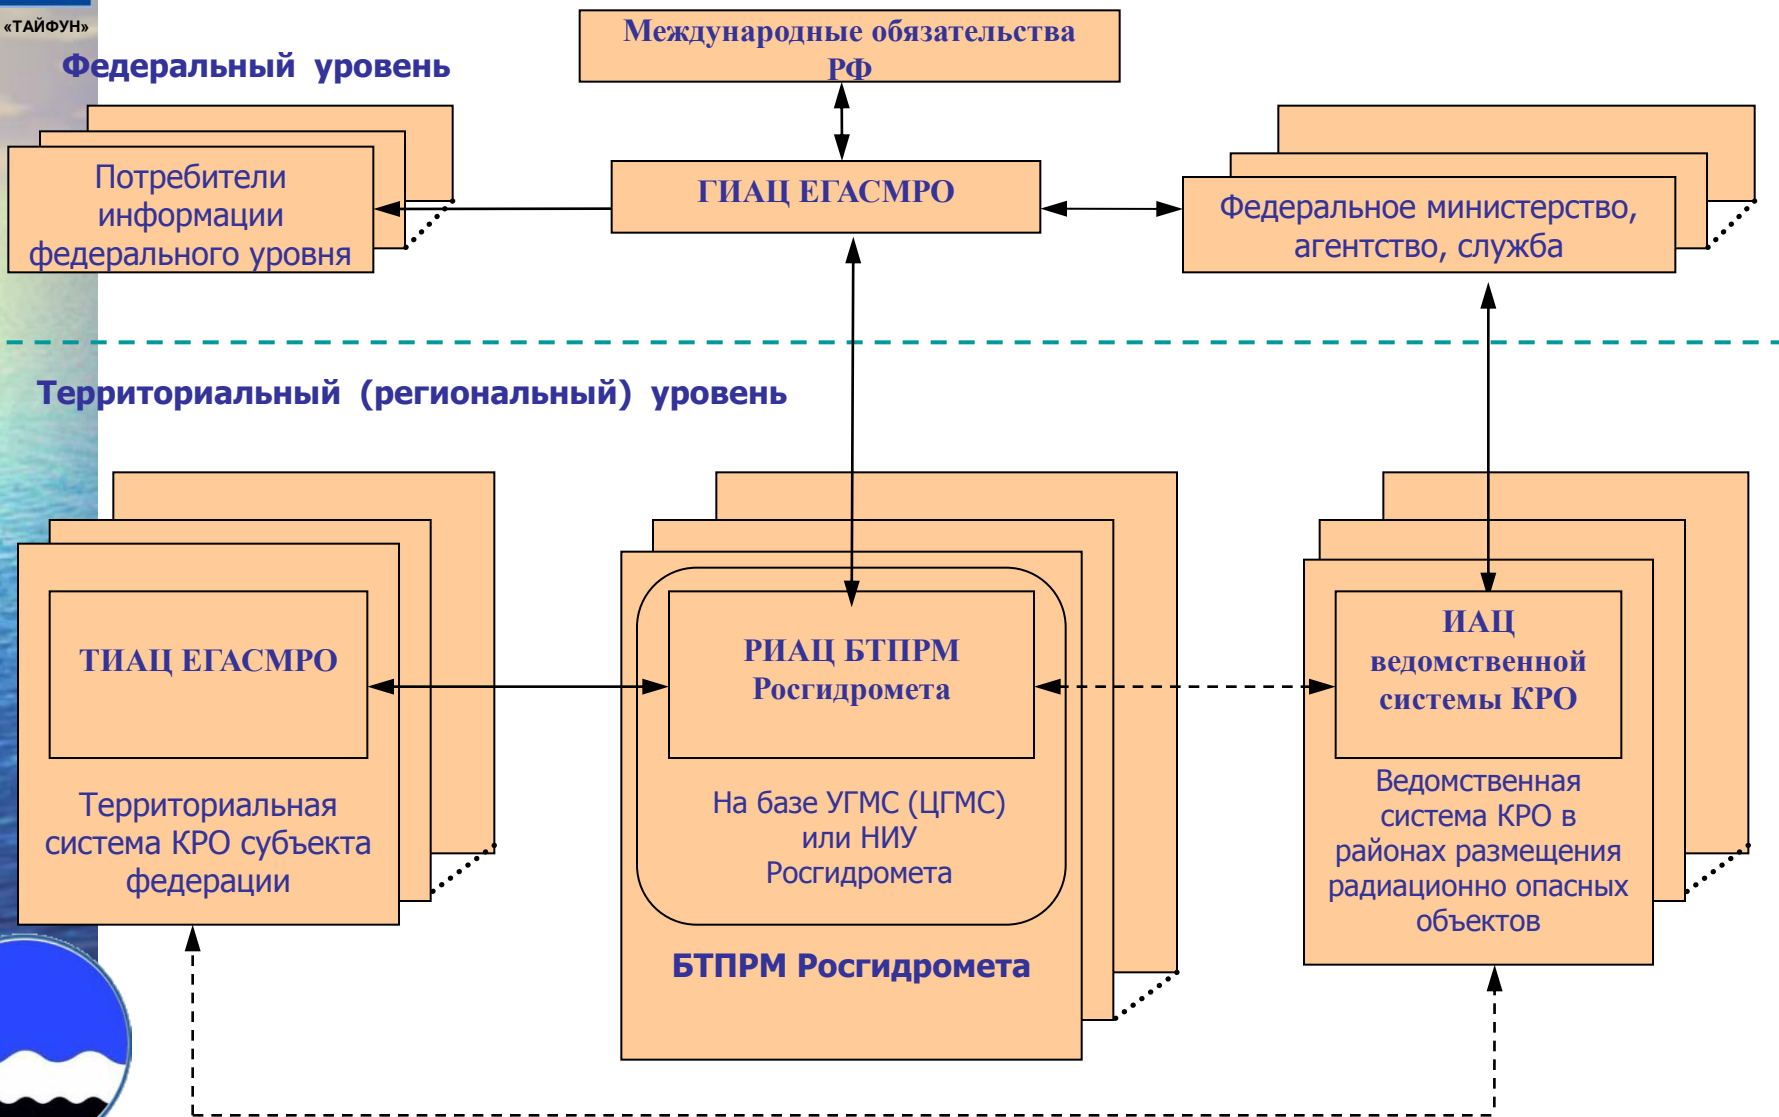 «ТАЙФУН»
Федеральный уровень
Международные обязательства
РФ
Потребители
информации
федерального уровня
ГИАЦ ЕГАСМРО
Федеральное министерство,
агентство, служба
Территориальный (региональный) уровень
ТИАЦ ЕГАСМРО
Территориальная
система КРО субъекта
федерации
РИАЦ БТПРМ
Росгидромета
На базе УГМС (ЦГМС)
или НИУ
Росгидромета
БТПРМ Росгидромета
ИАЦ
ведомственной
системы КРО
Ведомственная
система КРО в
районах размещения
радиационно опасных
объектов